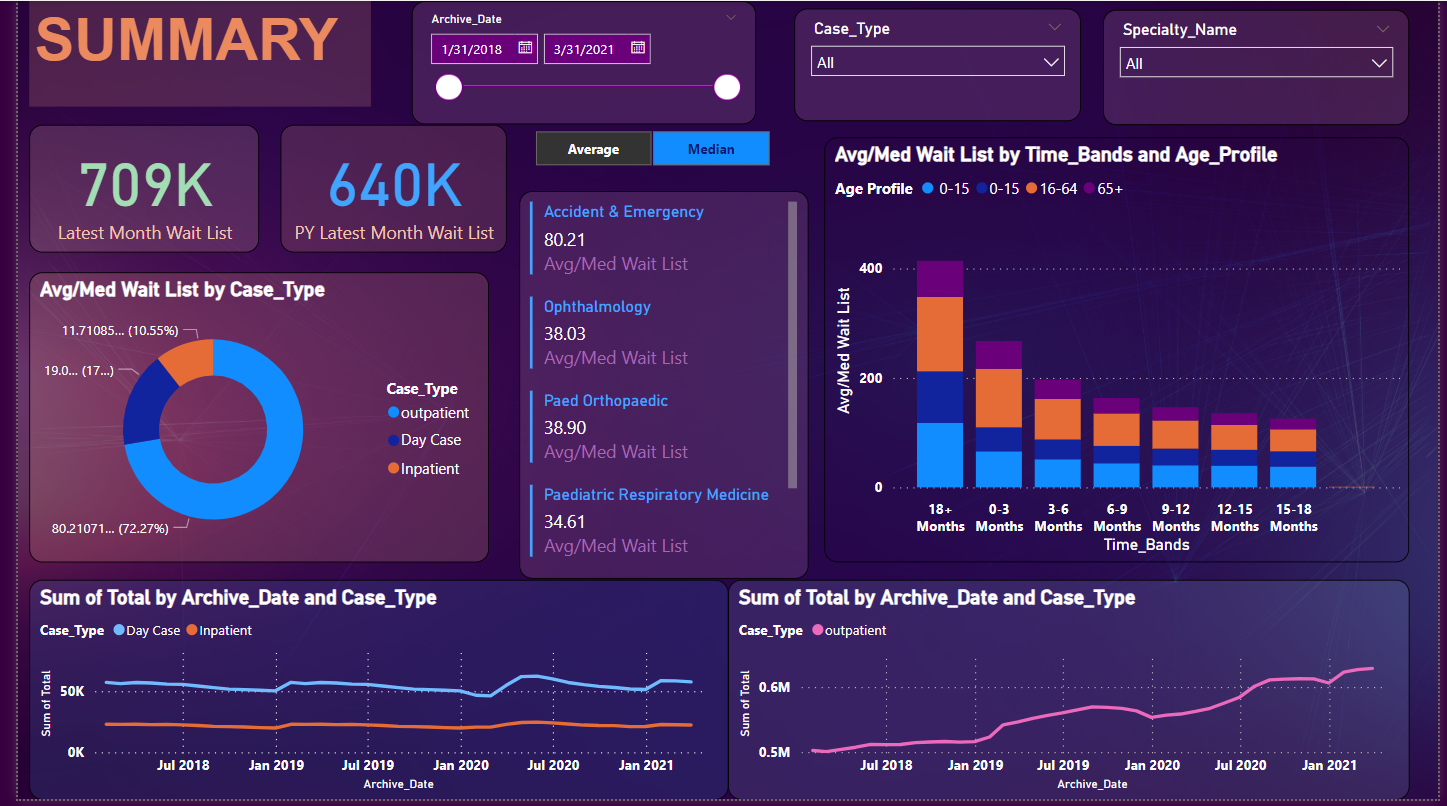 SUMMARY
Archive_Date
1/31/2018
3/31/2021
Case_Type
All
Specialty_Name
All
709K
Latest Month Wait List
640K
PY Latest Month Wait List
Average
Median
Avg/Med Wait List by Case_Type
11.71085... (10.55%)
19.0... (17...)
80.21071... (72.27%)
Case_Type
outpatient
Day Case
Inpatient
Accident & Emergency
80.21
Avg/Med Wait List
Ophthalmology
38.03
Avg/Med Wait List
Paed Orthopaedic
38.90
Avg/Med Wait List
Paediatric Respiratory Medicine
34.61
Avg/Med Wait List
Avg/Med Wait List by Time_Bands and Age_Profile
Age Profile 0-15 0-15 16-64 65+
Avg/Med Wait List
400
200
0
18+ 0-3 3-6 6-9 9-12 12-15 15-18
Months Months Months Months Months Months Months
Time_Bands
Sum of Total by Archive_Date and Case_Type
Case_Type Day Case Inpatient
Sum of Total
50K
0K
Jul 2018 Jan 2019 Jul 2019 Jan 2020 Jul 2020 Jan 2021
Archive_Date
Sum of Total by Archive_Date and Case_Type
Case_Type outpatient
Sum of Total
0.6M
0.5M
Jul 2018 Jan 2019 Jul 2019 Jan 2020 Jul 2020 Jan 2021
Archive_Date